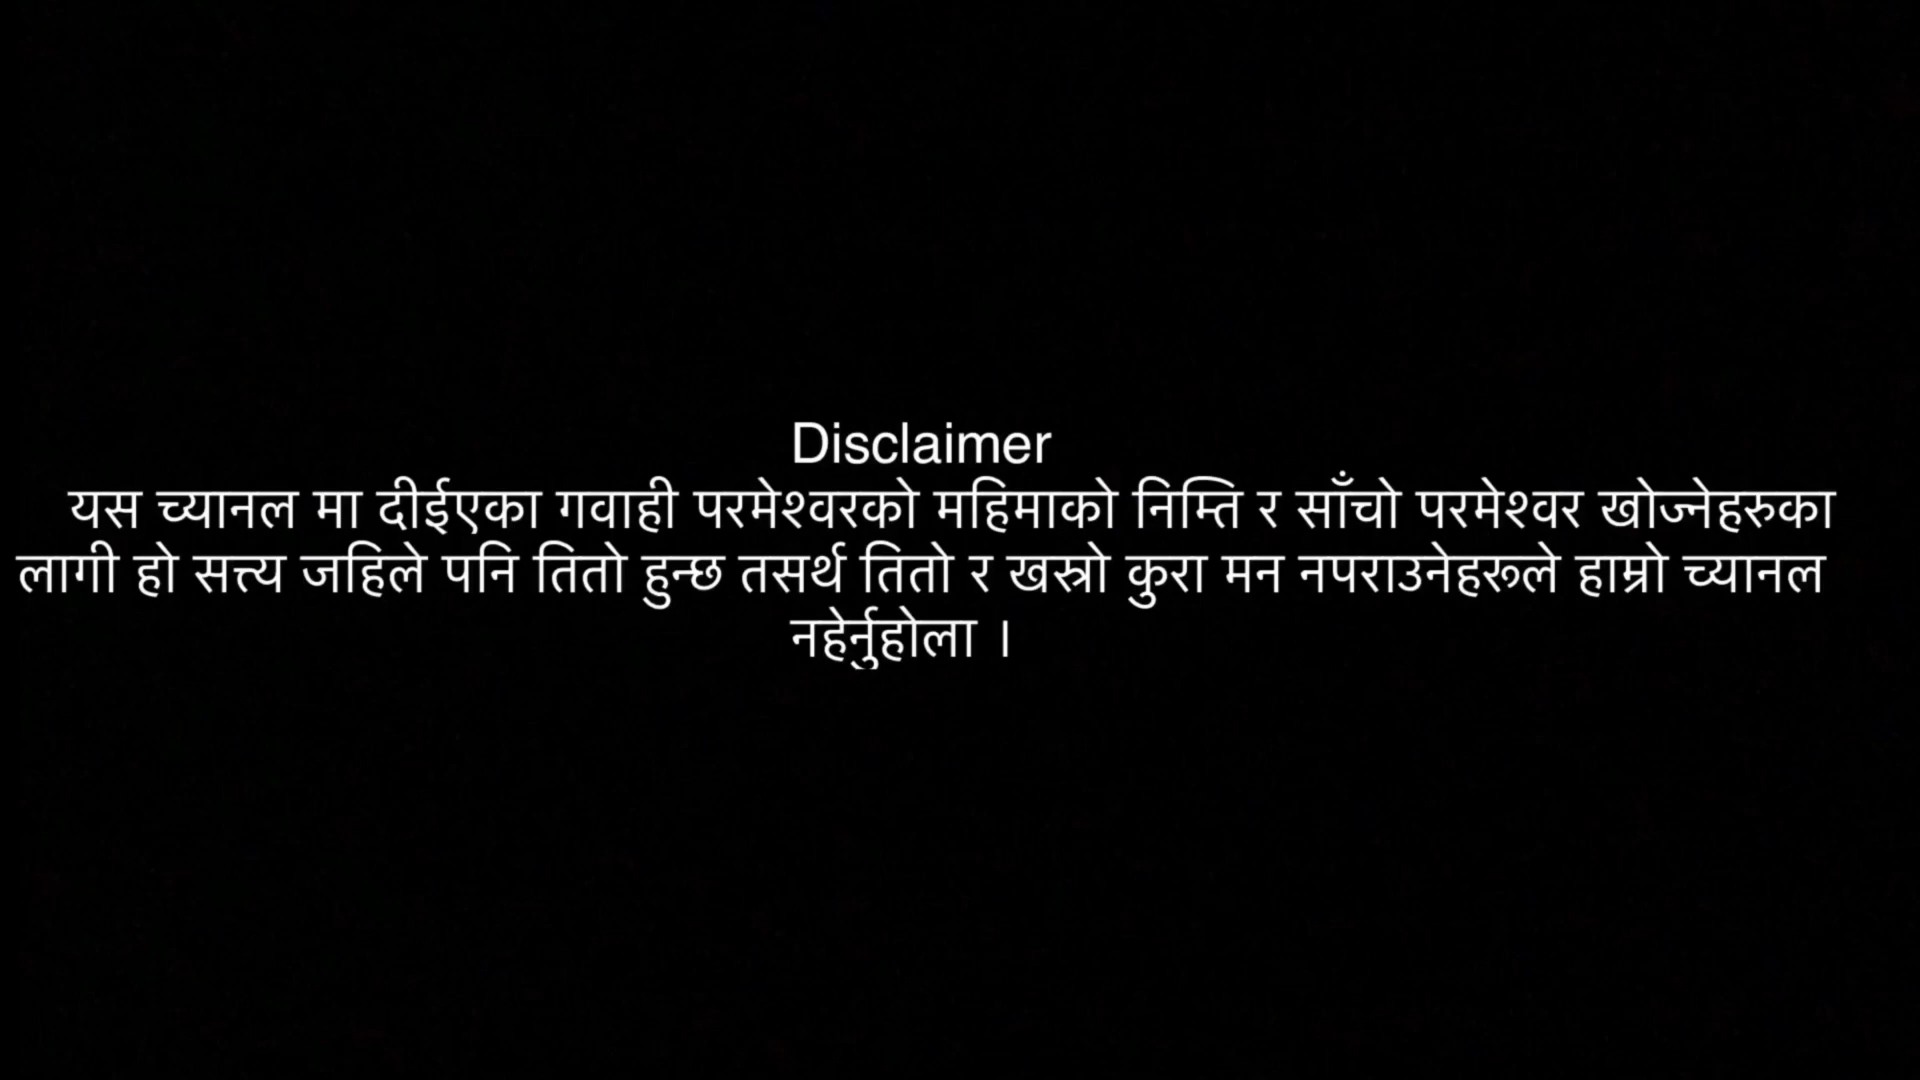 Disclaimer
यस च्यानल मा दीईएका गवाही परमेश्वरको महिमाको निम्ति र साँचो परमेश्वर खोज्नेहरुका
लागी हो सत्त्य जहिले पनि तितो हुन्छ तसर्थ तितो र खस्रो कुरा मन नपराउनेहरूले हाम्रो च्यानल
नहेर्नुहोला ।